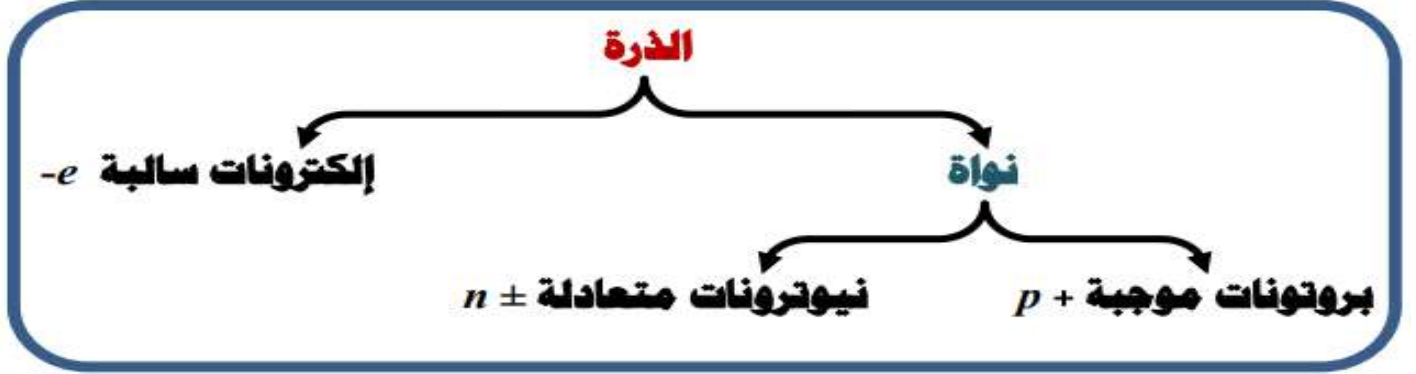 الذرة
نواة
إلكترونات سالبة -e
بروتونات موجبة + p
نيوترونات متعادلة ± n